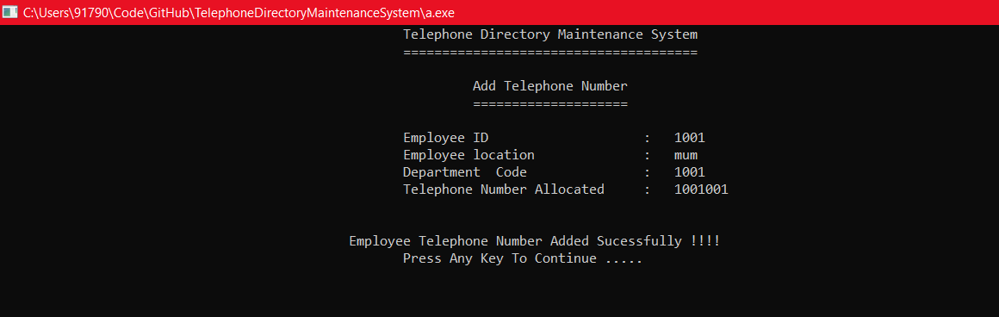 C:\Users\91790\Code\GitHub\TelephoneDirectoryMaintenanceSystem\a.exe
Telephone Directory Maintenance System
======================================
Add Telephone Number
====================
Employee ID : 1001
Employee location : mum
Department  Code : 1001
Telephone Number Allocated : 1001001
Employee Telephone Number Added Sucessfully !!!!
Press Any Key To Continue .....